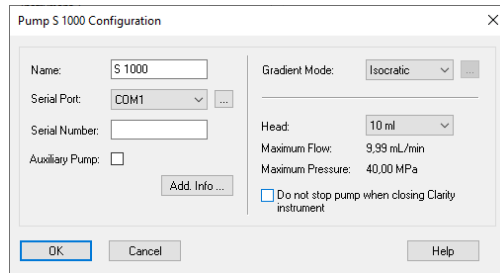 Pump S 1000 Configuration
Name: S 1000
Serial Port: COM1 ...
Serial Number:
Auxiliary Pump:
Add. Info ...
Gradient Mode: Isocratic ...
Head: 10 ml
Maximum Flow: 9,99 mL/min
Maximum Pressure: 40,00 MPa
Do not stop pump when closing Clarity
instrument
OK Cancel Help